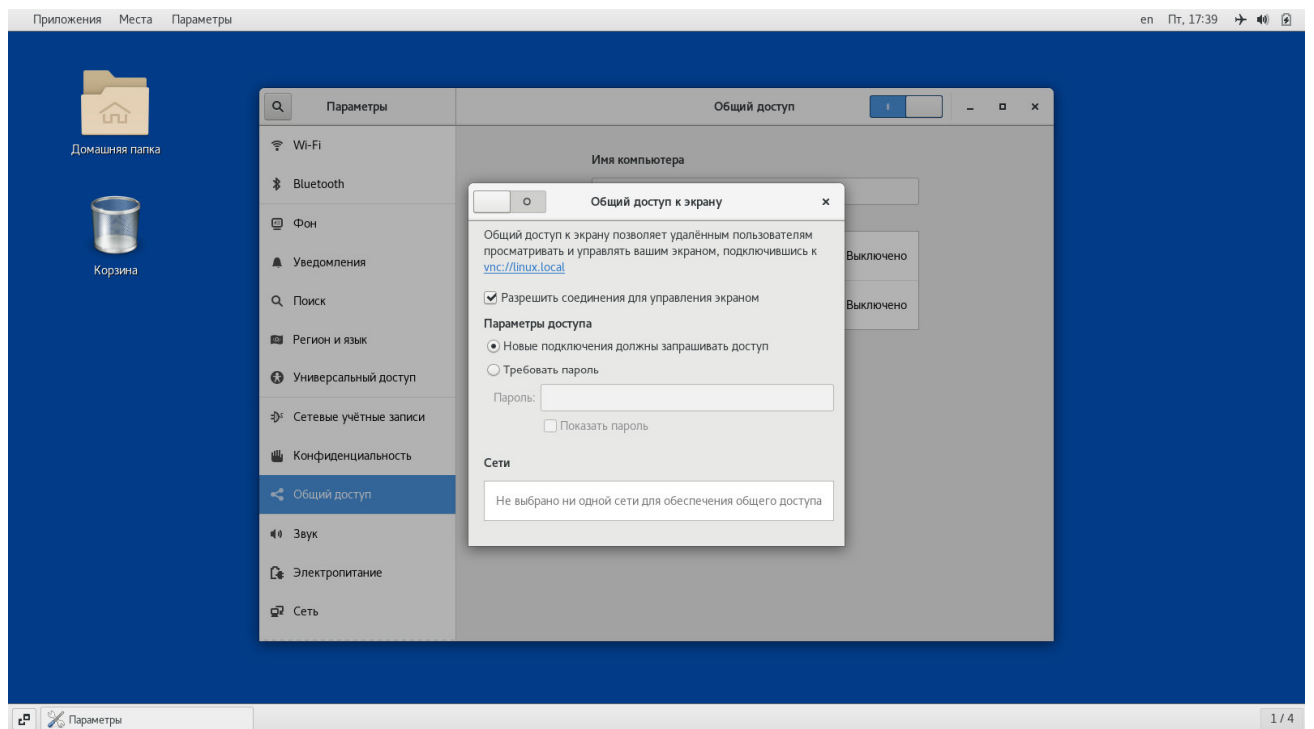 Приложения Места Параметры
en Пт, 17:39
Домашняя папка
Корзина
Параметры
Общий доступ
Wi-Fi
Bluetooth
Фон
Уведомления
Поиск
Регион и язык
Универсальный доступ
Сетевые учётные записи
Конфиденциальность
Общий доступ
Звук
Электропитание
Сеть
Имя компьютера
Выключено
Выключено
Общий доступ к экрану
Общий доступ к экрану позволяет удалённым пользователям
просматривать и управлять вашим экраном, подключившись к
vnc://linux.local
Разрешить соединения для управления экраном
Параметры доступа
Новые подключения должны запрашивать доступ
Требовать пароль
Пароль:
Показать пароль
Сети
Не выбрано ни одной сети для обеспечения общего доступа
Параметры
1 / 4